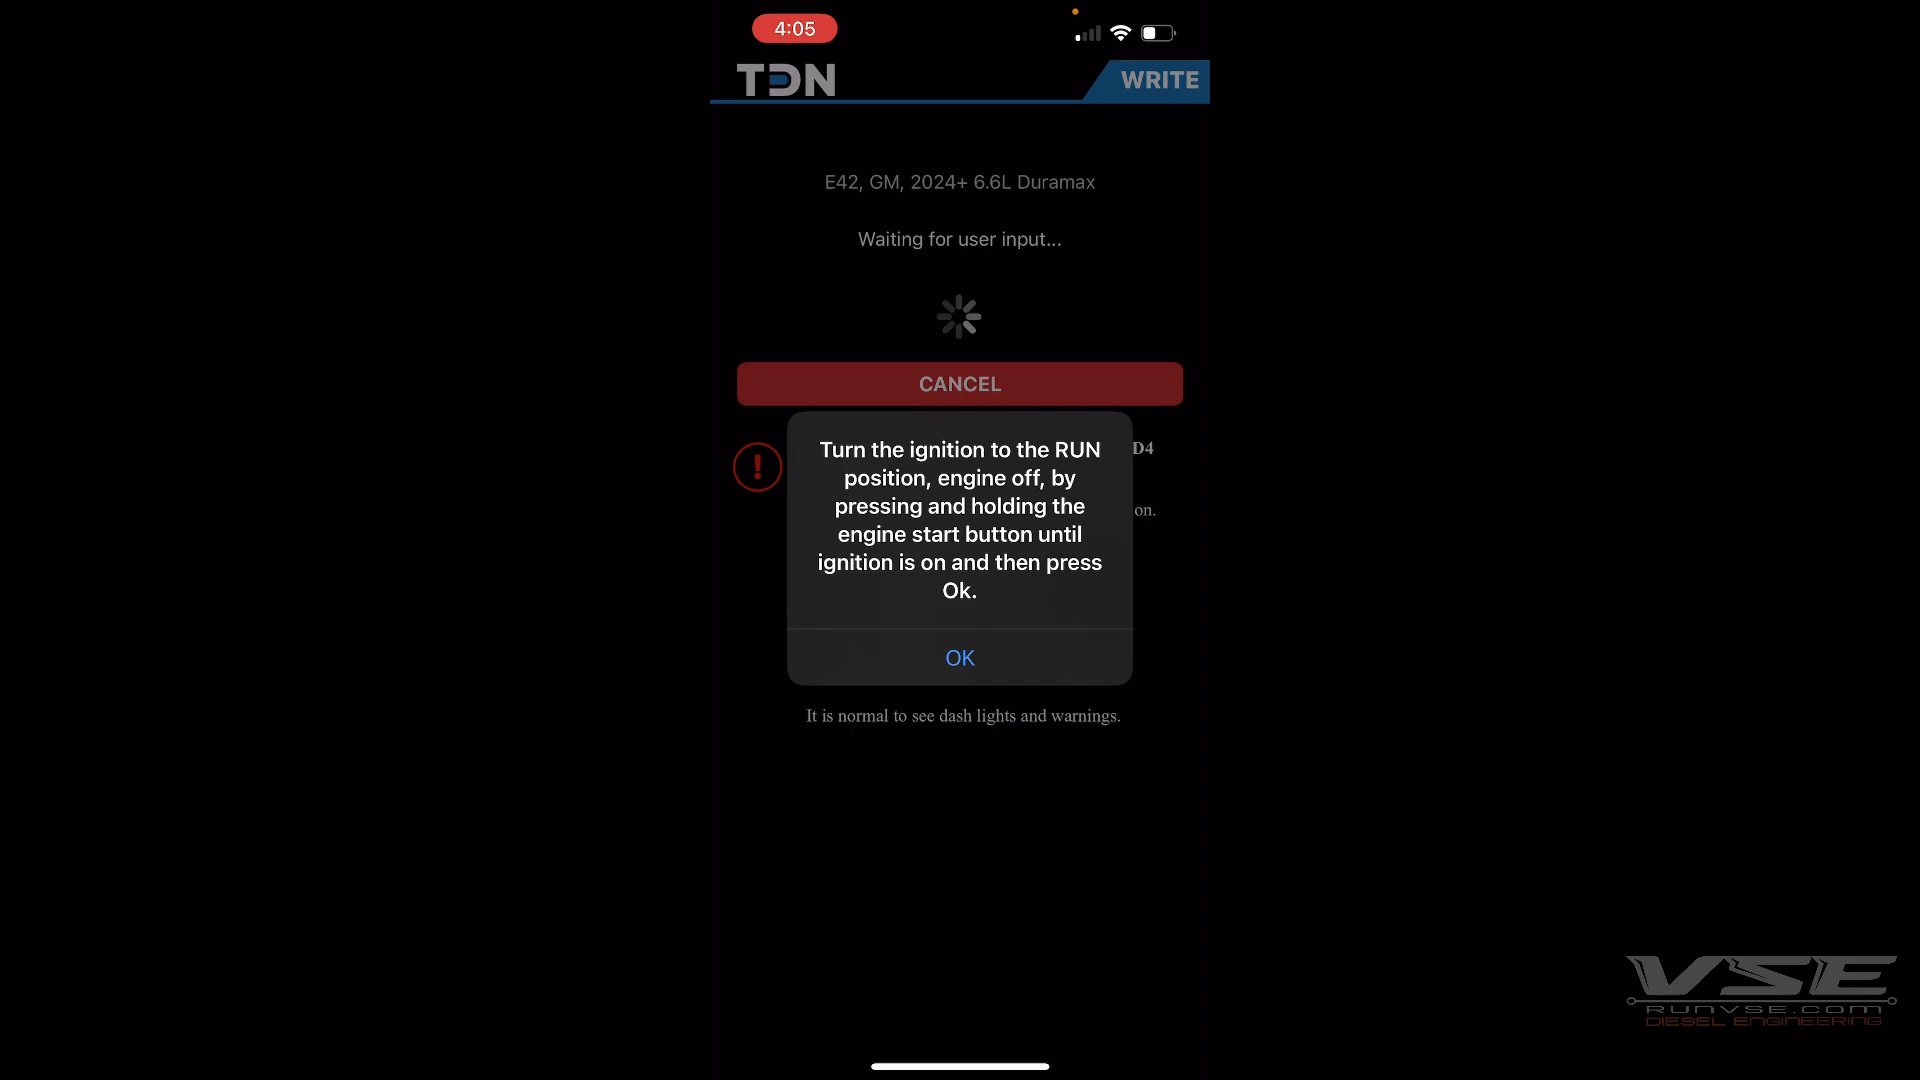 4:05
TDN
WRITE
E42, GM, 2024+ 6.6L Duramax
Waiting for user input...
CANCEL
D4
on.
Turn the ignition to the RUN
position, engine off, by
pressing and holding the
engine start button until
ignition is on and then press
Ok.
OK
It is normal to see dash lights and warnings.
VSE
RUNVSE.COM
DIESEL ENGINEERING